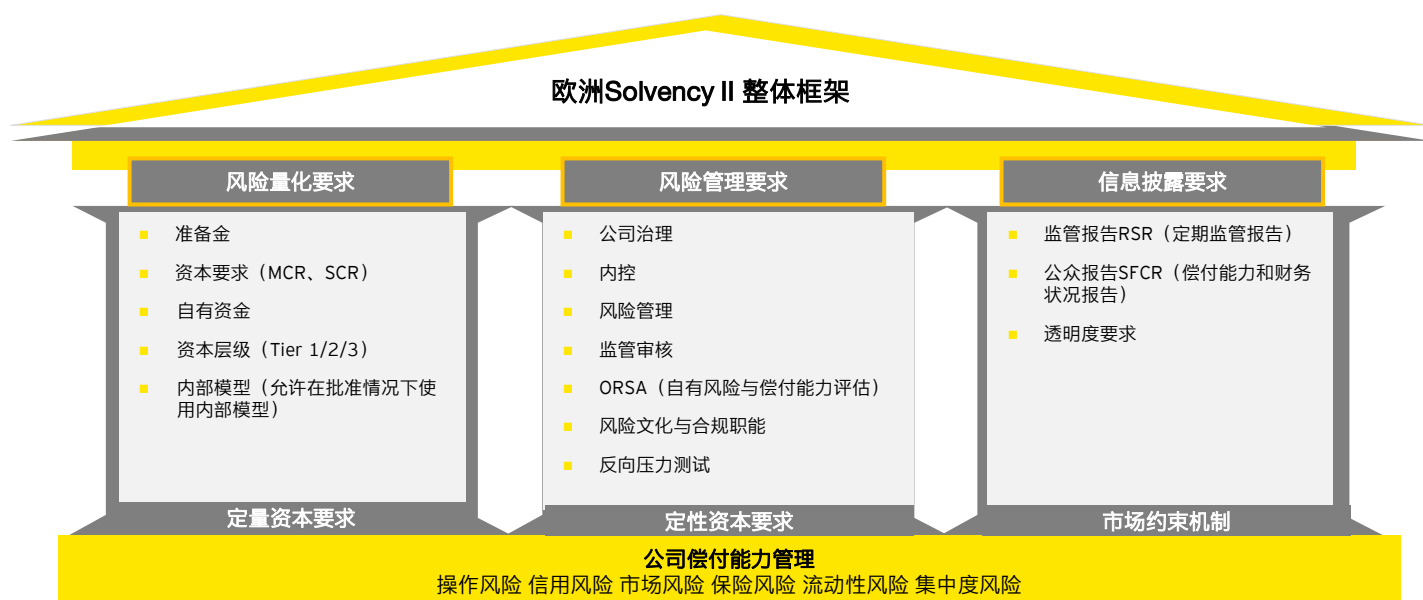 欧洲Solvency II 整体框架
风险量化要求
准备金
资本要求（MCR、SCR）
自有资金
资本层级（Tier 1/2/3）
内部模型（允许在批准情况下使
用内部模型）
定量资本要求
风险管理要求
公司治理
内控
风险管理
监管审核
ORSA（自有风险与偿付能力评估）
风险文化与合规职能
反向压力测试
定性资本要求
信息披露要求
监管报告RSR（定期监管报告）
公众报告SFCR（偿付能力和财务
状况报告）
透明度要求
市场约束机制
公司偿付能力管理
操作风险 信用风险 市场风险 保险风险 流动性风险 集中度风险